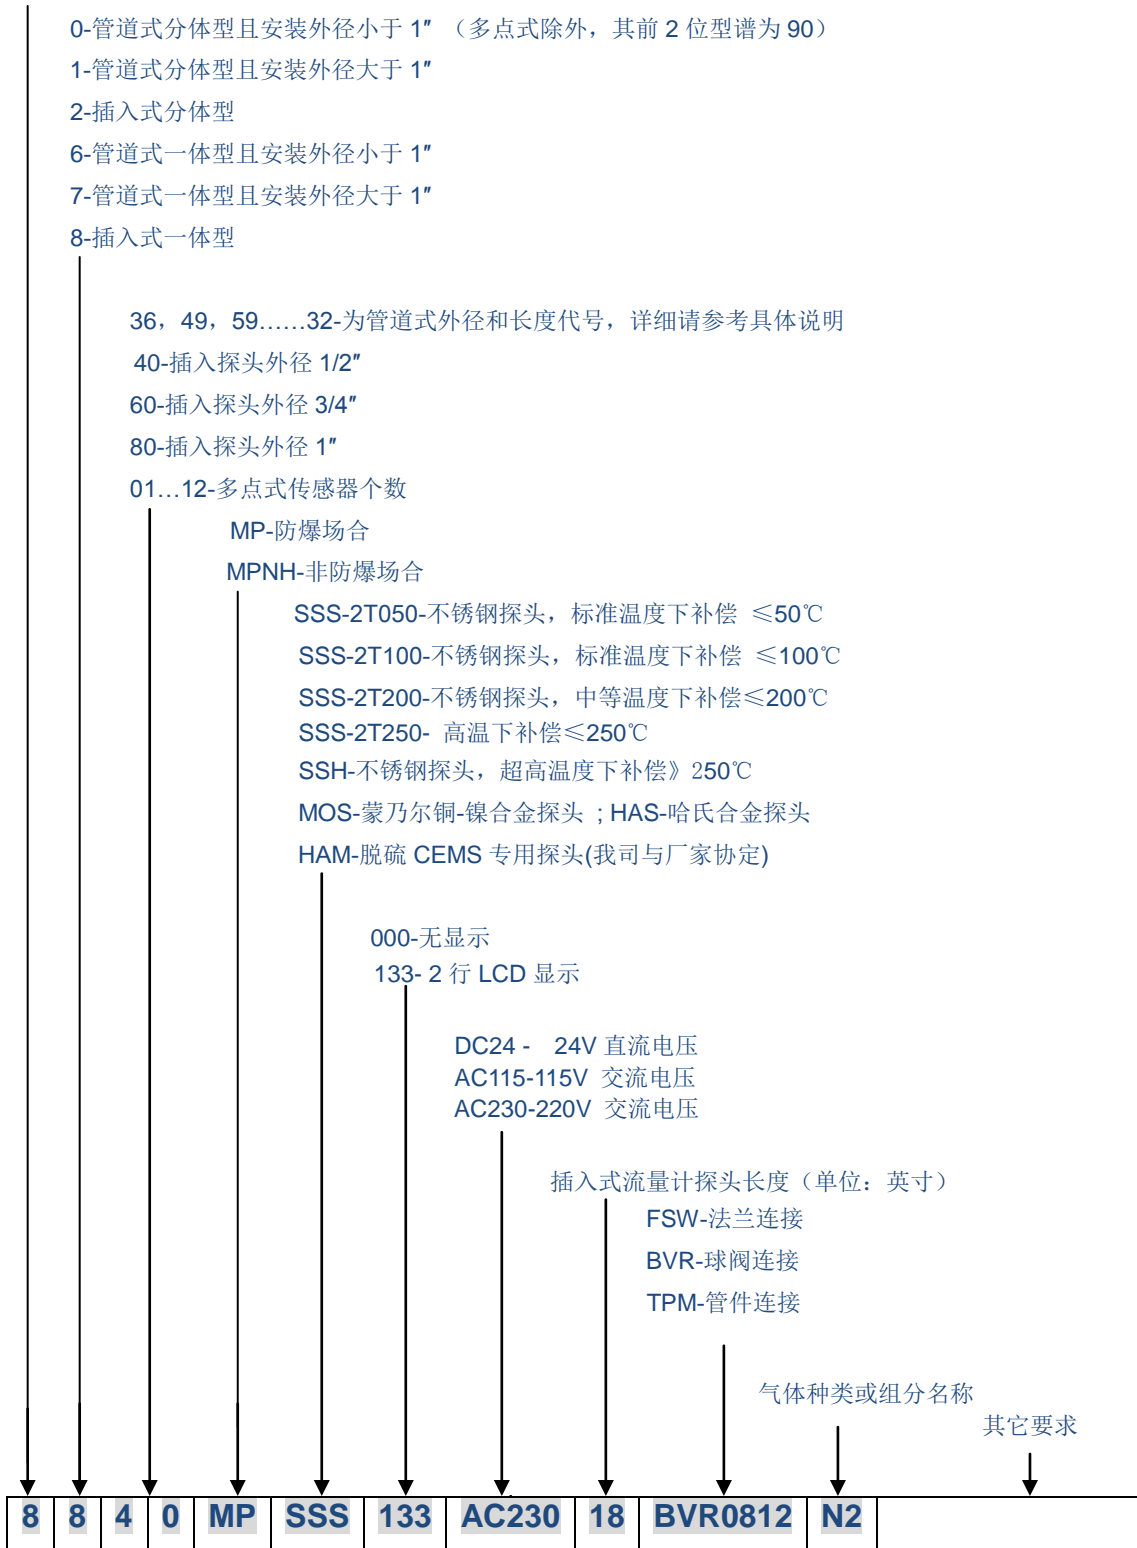 0-管道式分体型且安装外径小于 1″ （多点式除外，其前 2 位型谱为 90）
1-管道式分体型且安装外径大于 1″
2-插入式分体型
6-管道式一体型且安装外径小于 1″
7-管道式一体型且安装外径大于 1″
8-插入式一体型
36，49，59……32-为管道式外径和长度代号，详细请参考具体说明
40-插入探头外径 1/2″
60-插入探头外径 3/4″
80-插入探头外径 1″
01…12-多点式传感器个数
MP-防爆场合
MPNH-非防爆场合
SSS-2T050-不锈钢探头，标准温度下补偿 ≤50℃
SSS-2T100-不锈钢探头，标准温度下补偿 ≤100℃
SSS-2T200-不锈钢探头，中等温度下补偿≤200℃
SSS-2T250- 高温下补偿≤250℃
SSH-不锈钢探头，超高温度下补偿》250℃
MOS-蒙乃尔铜-镍合金探头 ; HAS-哈氏合金探头
HAM-脱硫 CEMS 专用探头(我司与厂家协定)
000-无显示
133- 2 行 LCD 显示
DC24 - 24V 直流电压
AC115-115V 交流电压
AC230-220V 交流电压
插入式流量计探头长度（单位：英寸）
FSW-法兰连接
BVR-球阀连接
TPM-管件连接
气体种类或组分名称
其它要求
8 8 4 0 MP SSS 133 AC230 18 BVR0812 N2